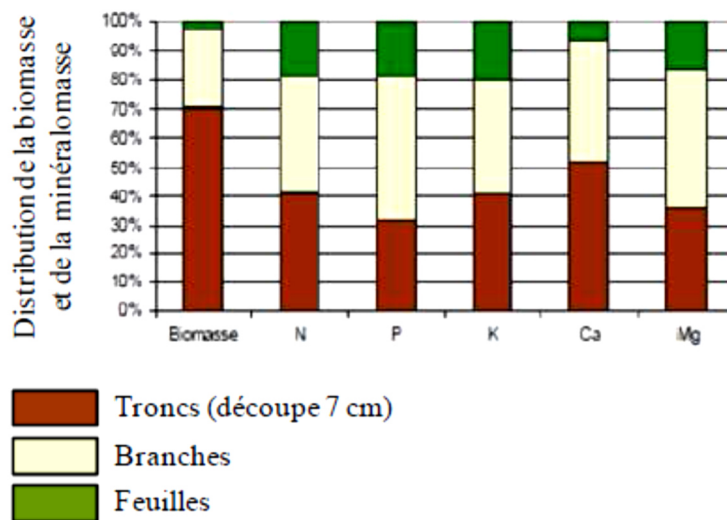 Distribution de la biomasse
et de la minéralomasse
100%
90%
80%
70%
60%
50%
40%
30%
20%
10%
0%
Biomasse N P K Ca Mg
Troncs (découpe 7 cm)
Branches
Feuilles